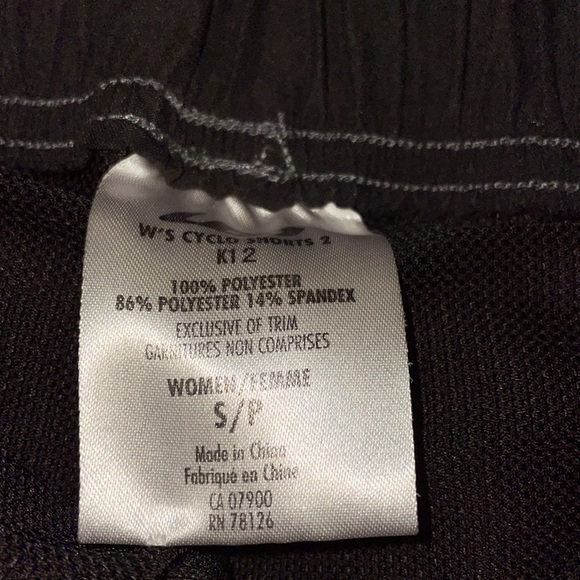 W'S CYCLO SHORTS 2
K12
100% POLYESTER
86% POLYESTER 14% SPANDEX
EXCLUSIVE OF TRIM
GARNITURES NON COMPRISES
WOMEN/FEMME
S/P
Made in China
Fabriqué en Chine
CA 07900
RN 78126